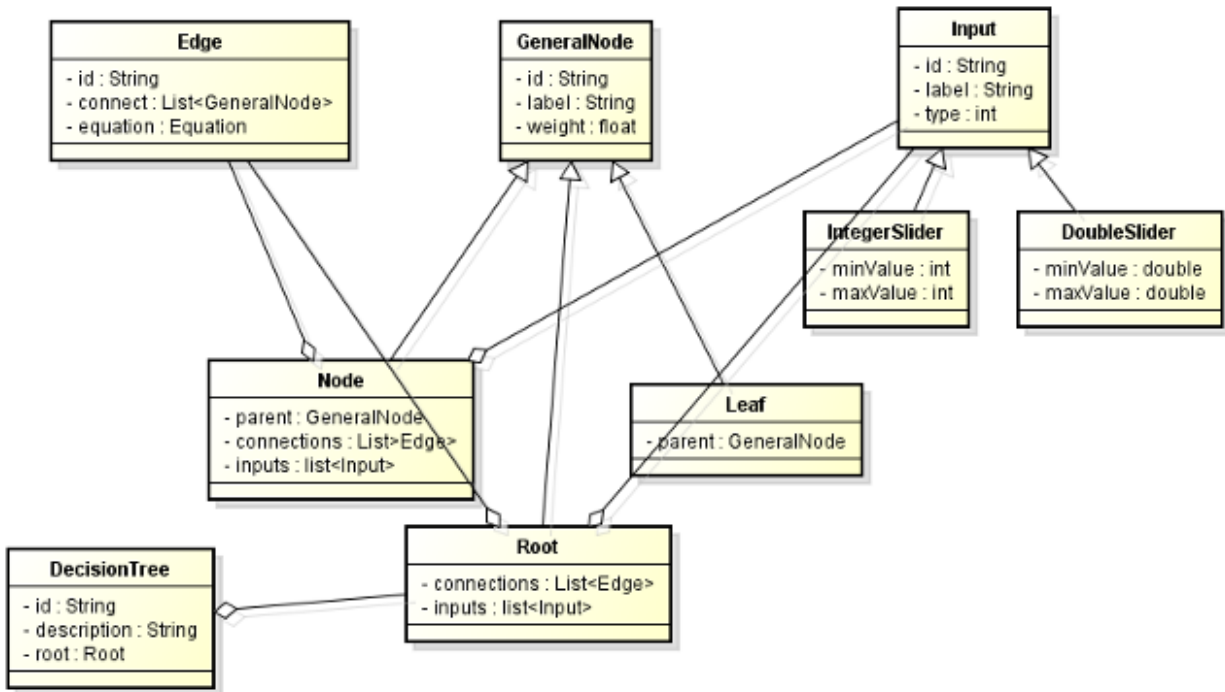 Edge
- id : String
- connect : List<GeneralNode>
- equation : Equation
GeneralNode
- id : String
- label : String
- weight : float
Input
- id : String
- label : String
- type : int
IntegerSlider
- minValue : int
- maxValue : int
DoubleSlider
- minValue : double
- maxValue : double
Node
- parent : GeneralNode
- connections : List>Edge>
- inputs : list<Input>
Leaf
- parent : GeneralNode
Root
- connections : List<Edge>
- inputs : list<Input>
DecisionTree
- id : String
- description : String
- root : Root